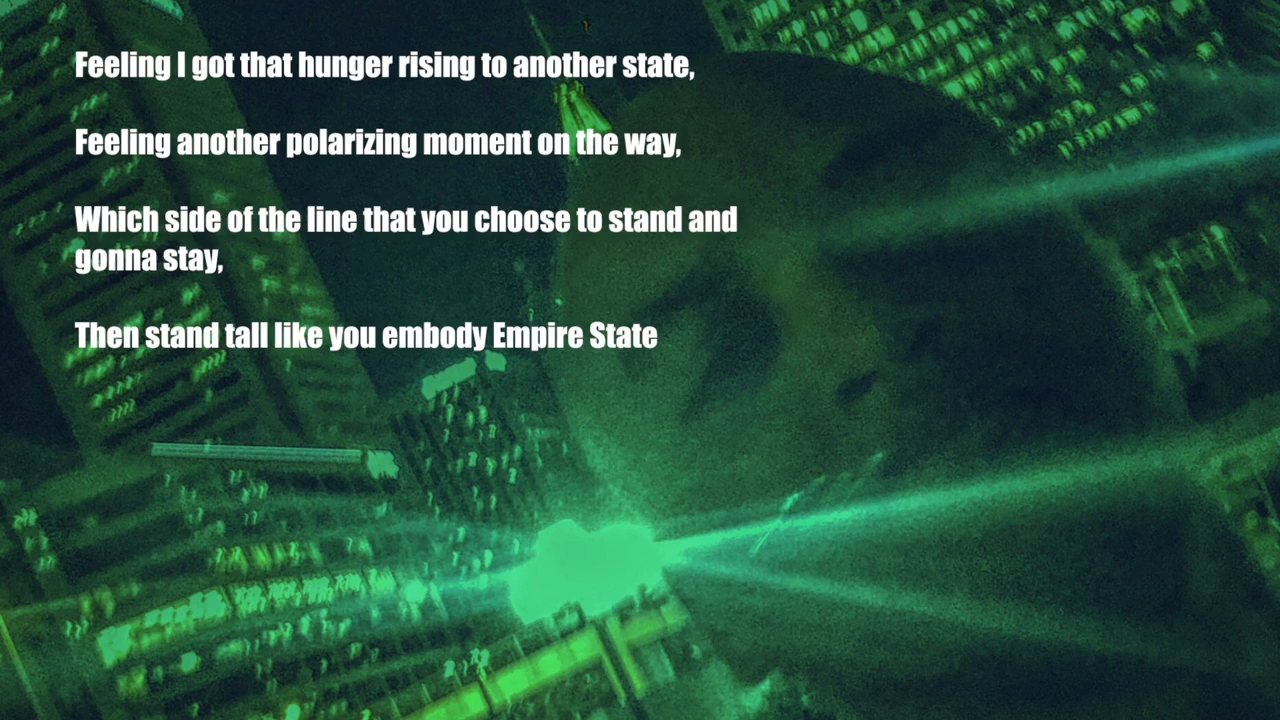 Feeling I got that hunger rising to another state,
Feeling another polarizing moment on the way,
Which side of the line that you choose to stand and
gonna stay,
Then stand tall like you embody Empire State